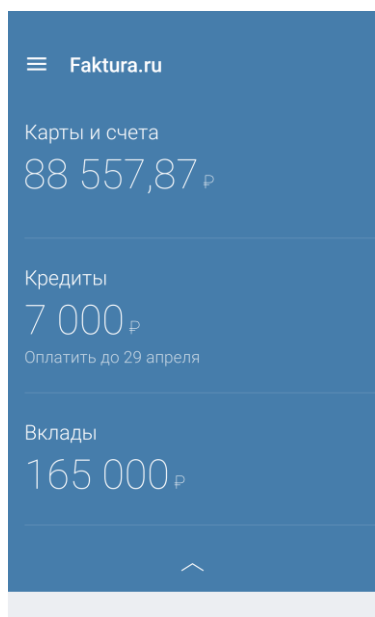 Faktura.ru
Карты и счета
88 557,87 ₽
Кредиты
7 000 ₽
Оплатить до 29 апреля
Вклады
165 000 ₽